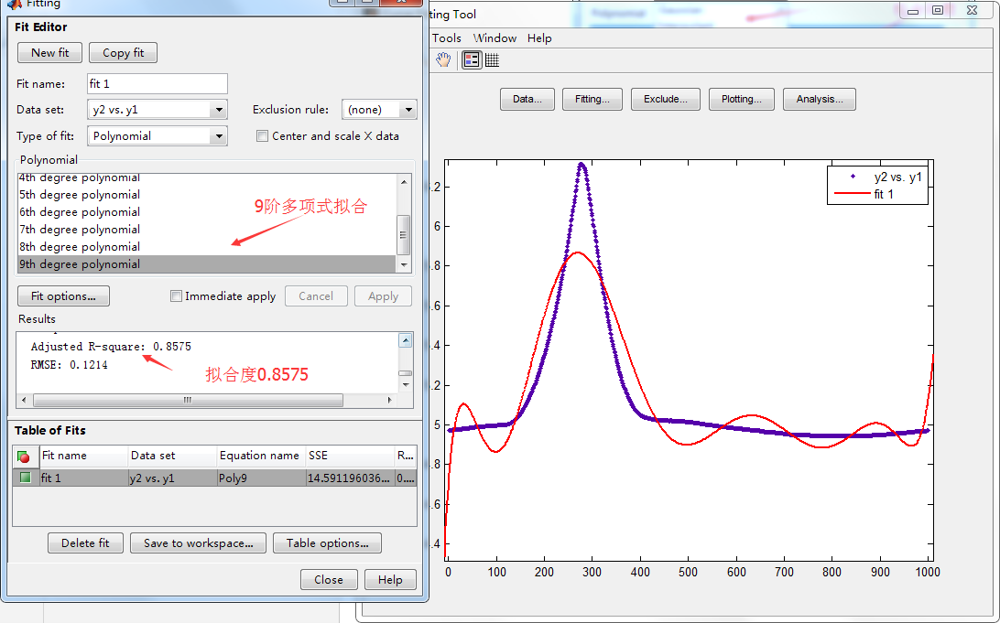 Fitting
Fit Editor
New fit
Copy fit
Fit name:
fit 1
Data set:
y2 vs. y1
Exclusion rule:
(none)
Type of fit:
Polynomial
Center and scale X data
Polynomial
4th degree polynomial
5th degree polynomial
6th degree polynomial
7th degree polynomial
8th degree polynomial
9th degree polynomial
9阶多项式拟合
Fit options...
Immediate apply
Cancel
Apply
Results
Adjusted R-square: 0.8575
RMSE: 0.1214
拟合度0.8575
Table of Fits
Fit name
Data set
Equation name
SSE
R...
fit 1
y2 vs. y1
Poly9
14.591196036...
0....
Delete fit
Save to workspace...
Table options...
Close
Help
ting Tool
Tools
Window
Help
Data...
Fitting...
Exclude...
Plotting...
Analysis...
y2 vs. y1
fit 1
.2
6
.8
.6
.4
.2
5
.8
.6
.4
0
100
200
300
400
500
600
700
800
900
1000